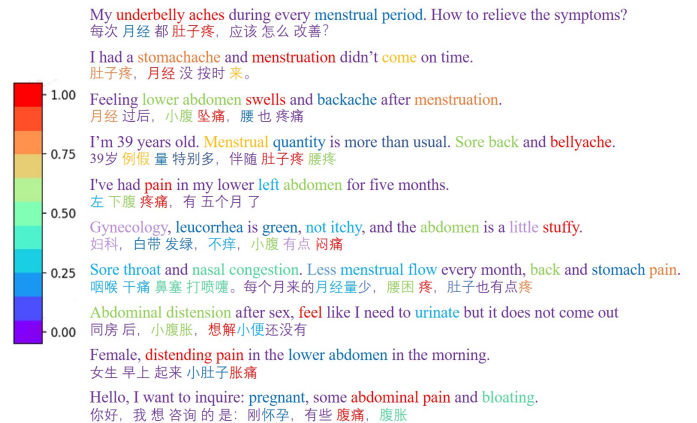 My underbelly aches during every menstrual period. How to relieve the symptoms?
每次 月经 都 肚子疼，应该 怎么 改善？
I had a stomachache and menstruation didn’t come on time.
肚子疼，月经 没 按时 来。
1.00
Feeling lower abdomen swells and backache after menstruation.
月经 过后，小腹 坠痛，腰 也 疼痛
I’m 39 years old. Menstrual quantity is more than usual. Sore back and bellyache.
0.75
39岁 例假 量 特别多，伴随 肚子疼 腰疼
I've had pain in my lower left abdomen for five months.
左 下腹 疼痛，有 五个月 了
0.50
Gynecology, leucorrhea is green, not itchy, and the abdomen is a little stuffy.
妇科，白带 发绿，不痒，小腹 有点 闷痛
0.25
Sore throat and nasal congestion. Less menstrual flow every month, back and stomach pain.
咽喉 干痛 鼻塞 打喷嚏。每个月来的月经量少，腰困 疼，肚子也有点疼
Abdominal distension after sex, feel like I need to urinate but it does not come out
0.00
同房 后，小腹胀，想解小便还没有
Female, distending pain in the lower abdomen in the morning.
女生 早上 起来 小肚子胀痛
Hello, I want to inquire: pregnant, some abdominal pain and bloating.
你好，我 想 咨询 的 是：刚怀孕，有些 腹痛，腹胀